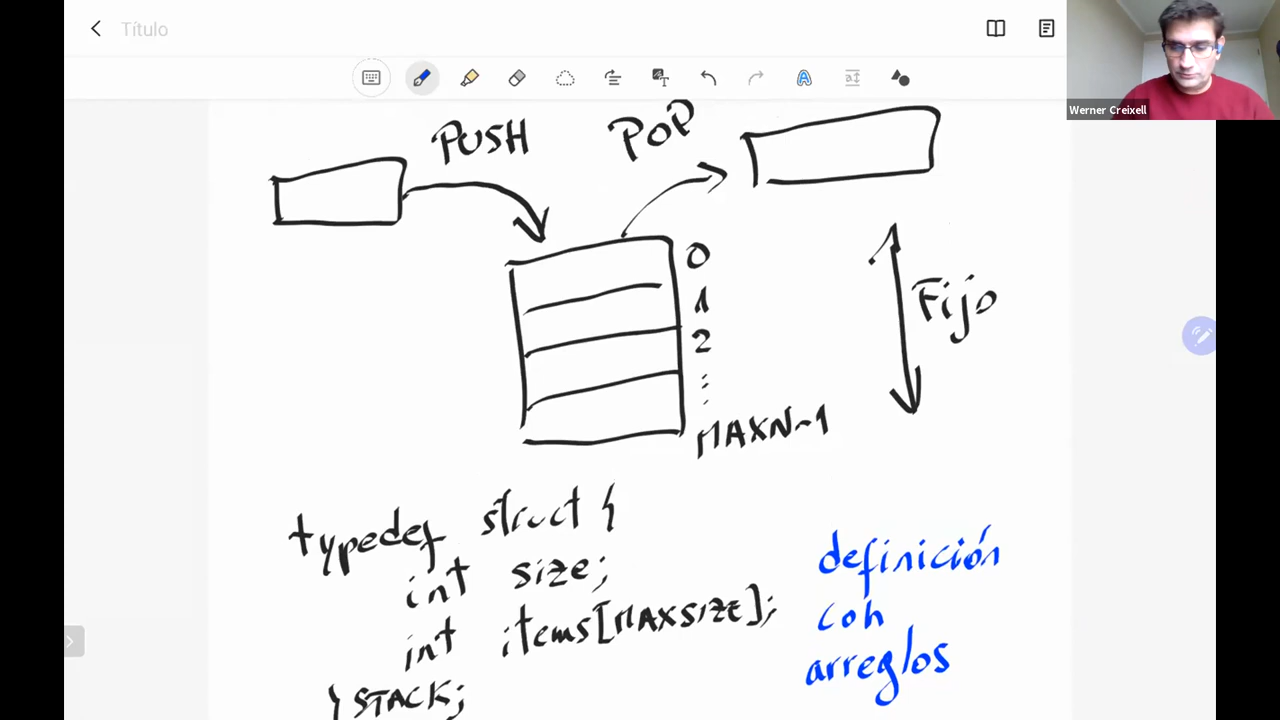 Título
Werner Creixell
PUSH
POP
0
1
2
⋮
MAXN-1
Fijo
typedef struct {
int size;
int items[MAXSIZE];
} STACK;
definición
con
arreglos